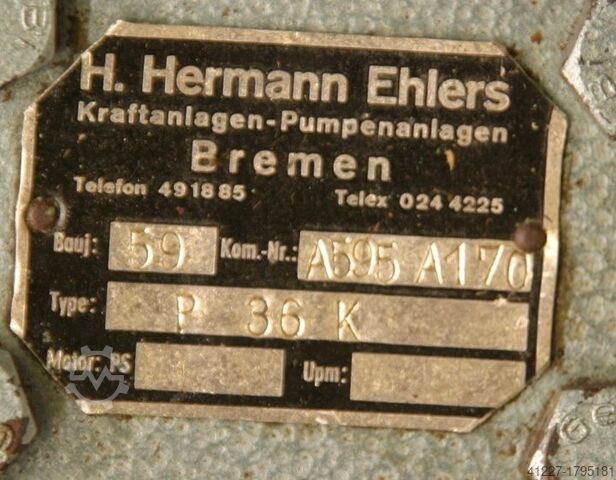 H. Hermann Ehlers
Kraftanlagen-Pumpenanlagen
Bremen
Telefon 491885 Telex 024 4225
Bauj: 59 Kom.-Nr.: A595 A170
Type: P 36 K
Motor: PS Upm:
41227-1795181